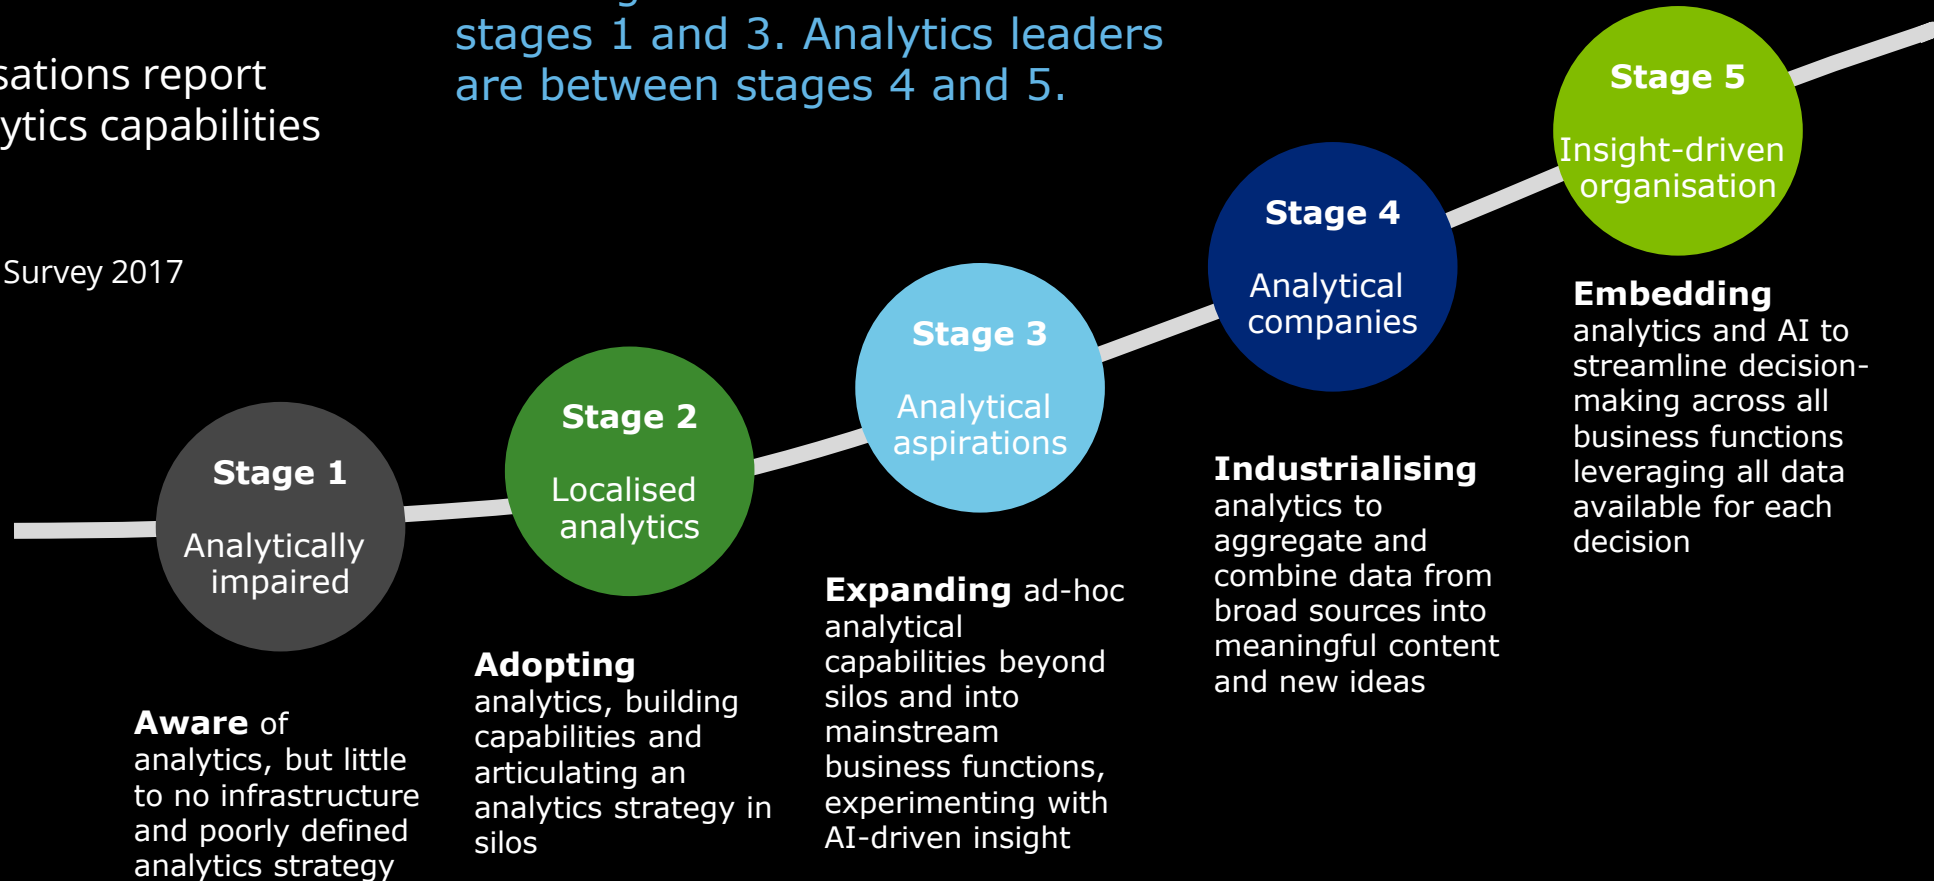 sations report
ytics capabilities
Survey 2017
stages 1 and 3. Analytics leaders
are between stages 4 and 5.
Stage 1
Analytically
impaired
Aware of
analytics, but little
to no infrastructure
and poorly defined
analytics strategy
Stage 2
Localised
analytics
Adopting
analytics, building
capabilities and
articulating an
analytics strategy in
silos
Stage 3
Analytical
aspirations
Expanding ad-hoc
analytical
capabilities beyond
silos and into
mainstream
business functions,
experimenting with
AI-driven insight
Stage 4
Analytical
companies
Industrialising
analytics to
aggregate and
combine data from
broad sources into
meaningful content
and new ideas
Stage 5
Insight-driven
organisation
Embedding
analytics and AI to
streamline decision-
making across all
business functions
leveraging all data
available for each
decision